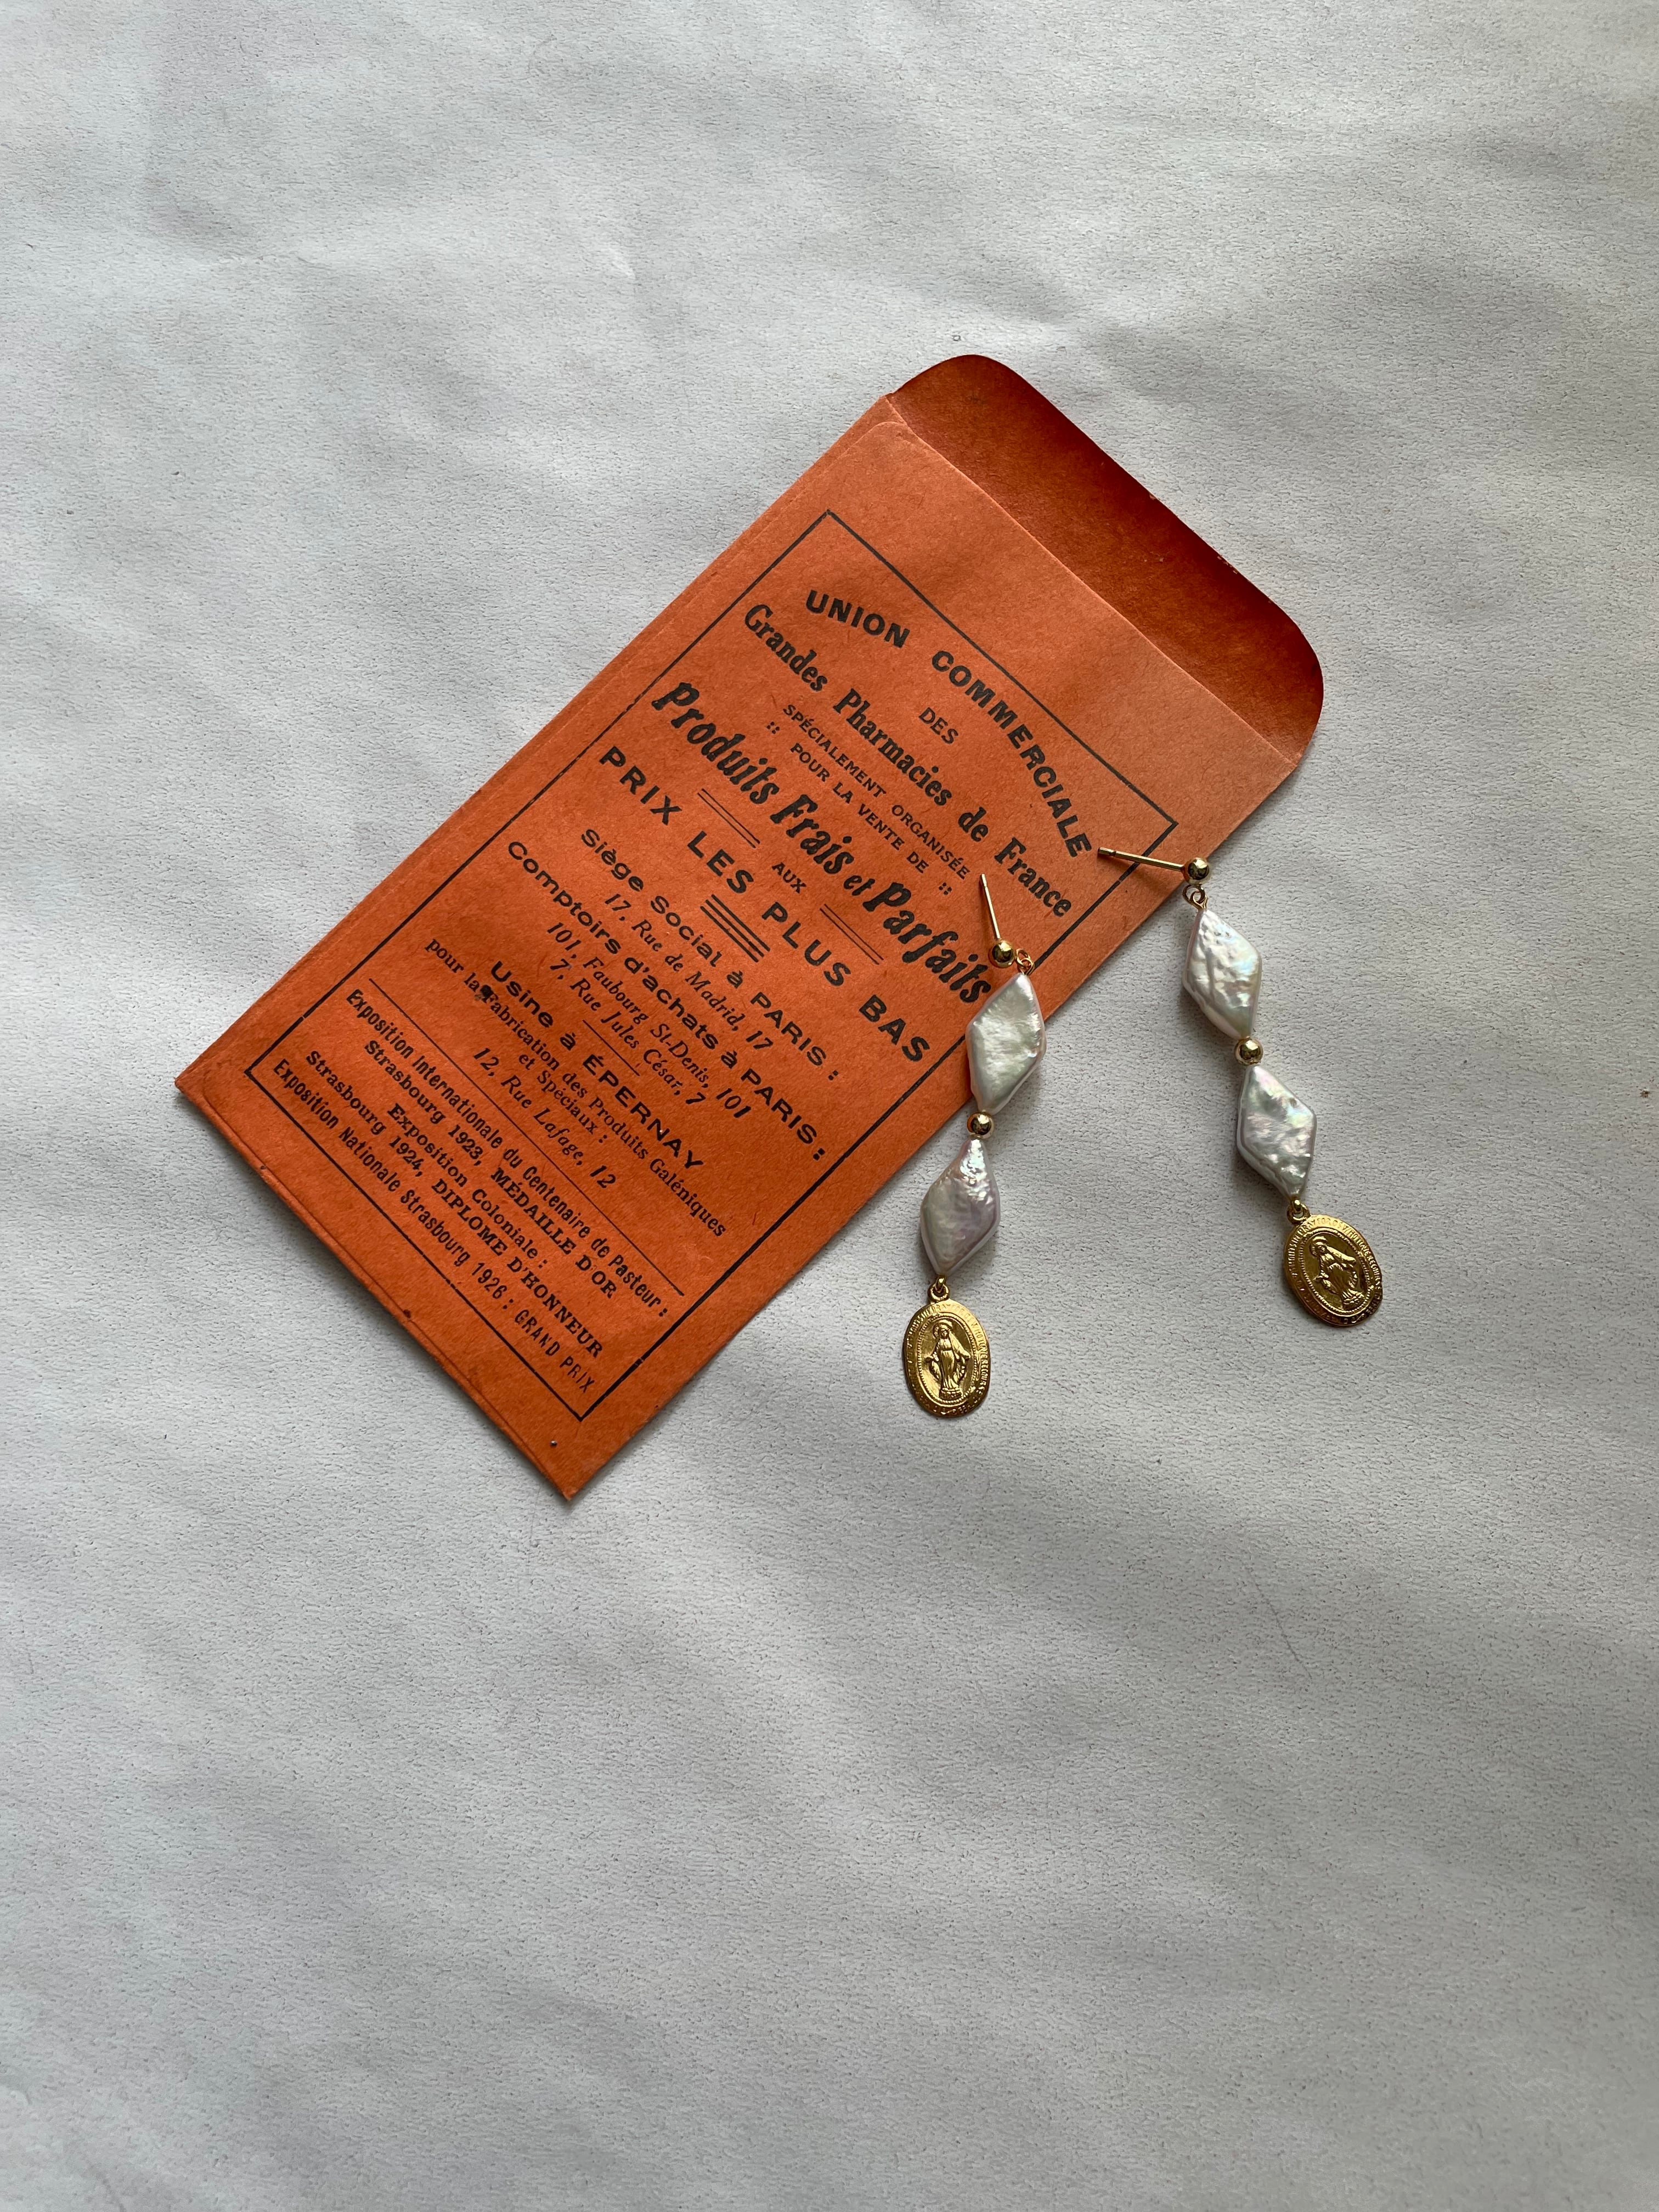 UNION COMMERCIALE
DES
Grandes Pharmacies de France
SPÉCIALEMENT ORGANISÉE
:: POUR LA VENTE DE ::
Produits Frais et Parfaits
AUX
PRIX LES PLUS BAS
Siège Social à PARIS :
17, Rue de Madrid, 17
Comptoirs d'achats à PARIS :
101, Faubourg St-Denis, 101
7, Rue Jules César, 7
Usine à ÉPERNAY
pour la Fabrication des Produits Galéniques
et Spéciaux :
12, Rue Lafage, 12
Exposition Internationale du Centenaire de Pasteur :
Strasbourg 1923, MÉDAILLE D'OR
Exposition Coloniale :
Strasbourg 1924, DIPLOME D'HONNEUR
Exposition Nationale Strasbourg 1926 : GRAND PRIX